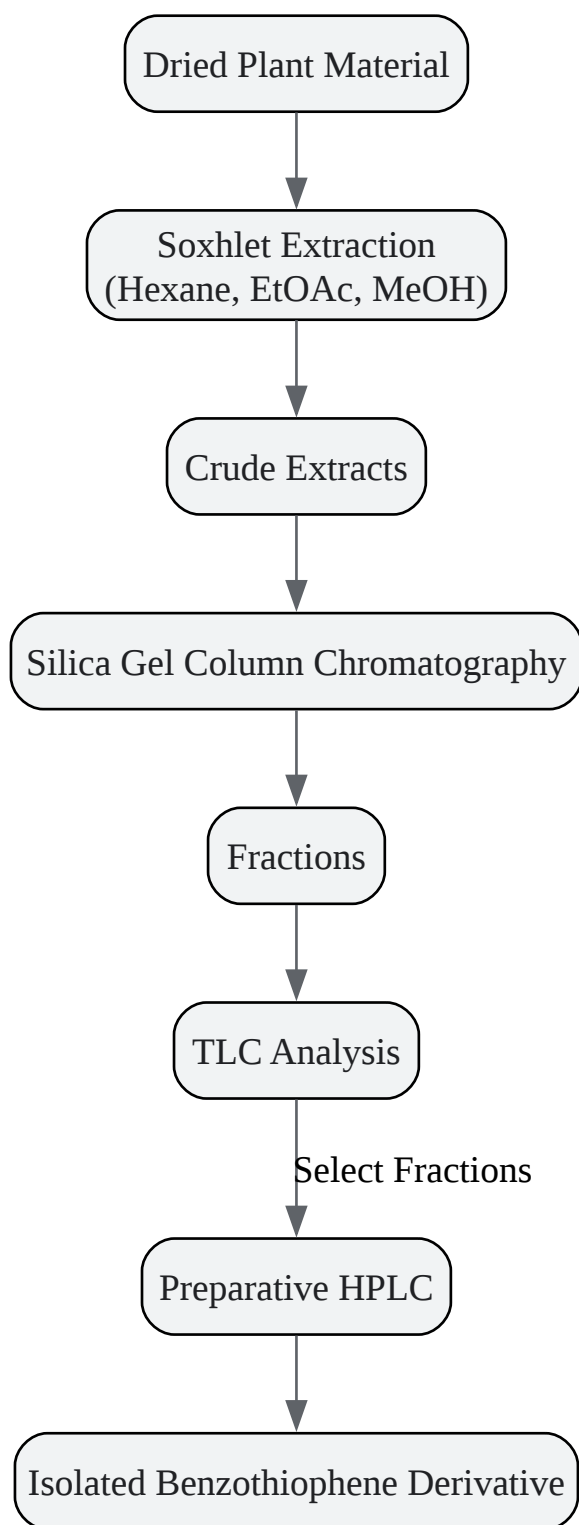 Dried Plant Material
Soxhlet Extraction
(Hexane, EtOAc, MeOH)
Crude Extracts
Silica Gel Column Chromatography
Fractions
TLC Analysis
Select Fractions
Preparative HPLC
Isolated Benzothiophene Derivative